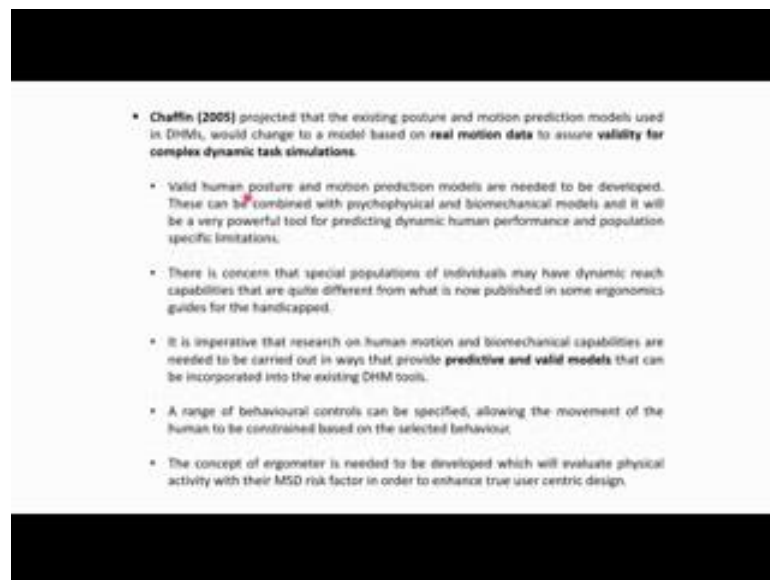 • Chaffin (2005) projected that the existing posture and motion prediction models used
in DHMs, would change to a model based on real motion data to assure validity for
complex dynamic task simulations.
• Valid human posture and motion prediction models are needed to be developed.
These can be combined with psychophysical and biomechanical models and it will
be a very powerful tool for predicting dynamic human performance and population
specific limitations.
• There is concern that special populations of individuals may have dynamic reach
capabilities that are quite different from what is now published in some ergonomics
guides for the handicapped.
• It is imperative that research on human motion and biomechanical capabilities are
needed to be carried out in ways that provide predictive and valid models that can
be incorporated into the existing DHM tools.
• A range of behavioural controls can be specified, allowing the movement of the
human to be constrained based on the selected behaviour.
• The concept of ergometer is needed to be developed which will evaluate physical
activity with their MSD risk factor in order to enhance true user centric design.